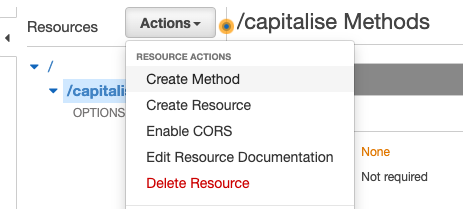 Resources
Actions
/capitalise Methods
RESOURCE ACTIONS
Create Method
Create Resource
Enable CORS
Edit Resource Documentation
Delete Resource
/
/capitalis
OPTIONS
None
Not required